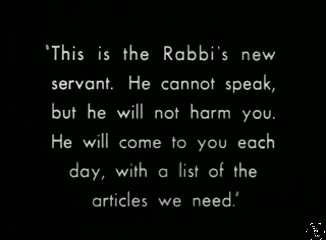 "This is the Rabbi's new
servant. He cannot speak,
but he will not harm you.
He will come to you each
day, with a list of the
articles we need."